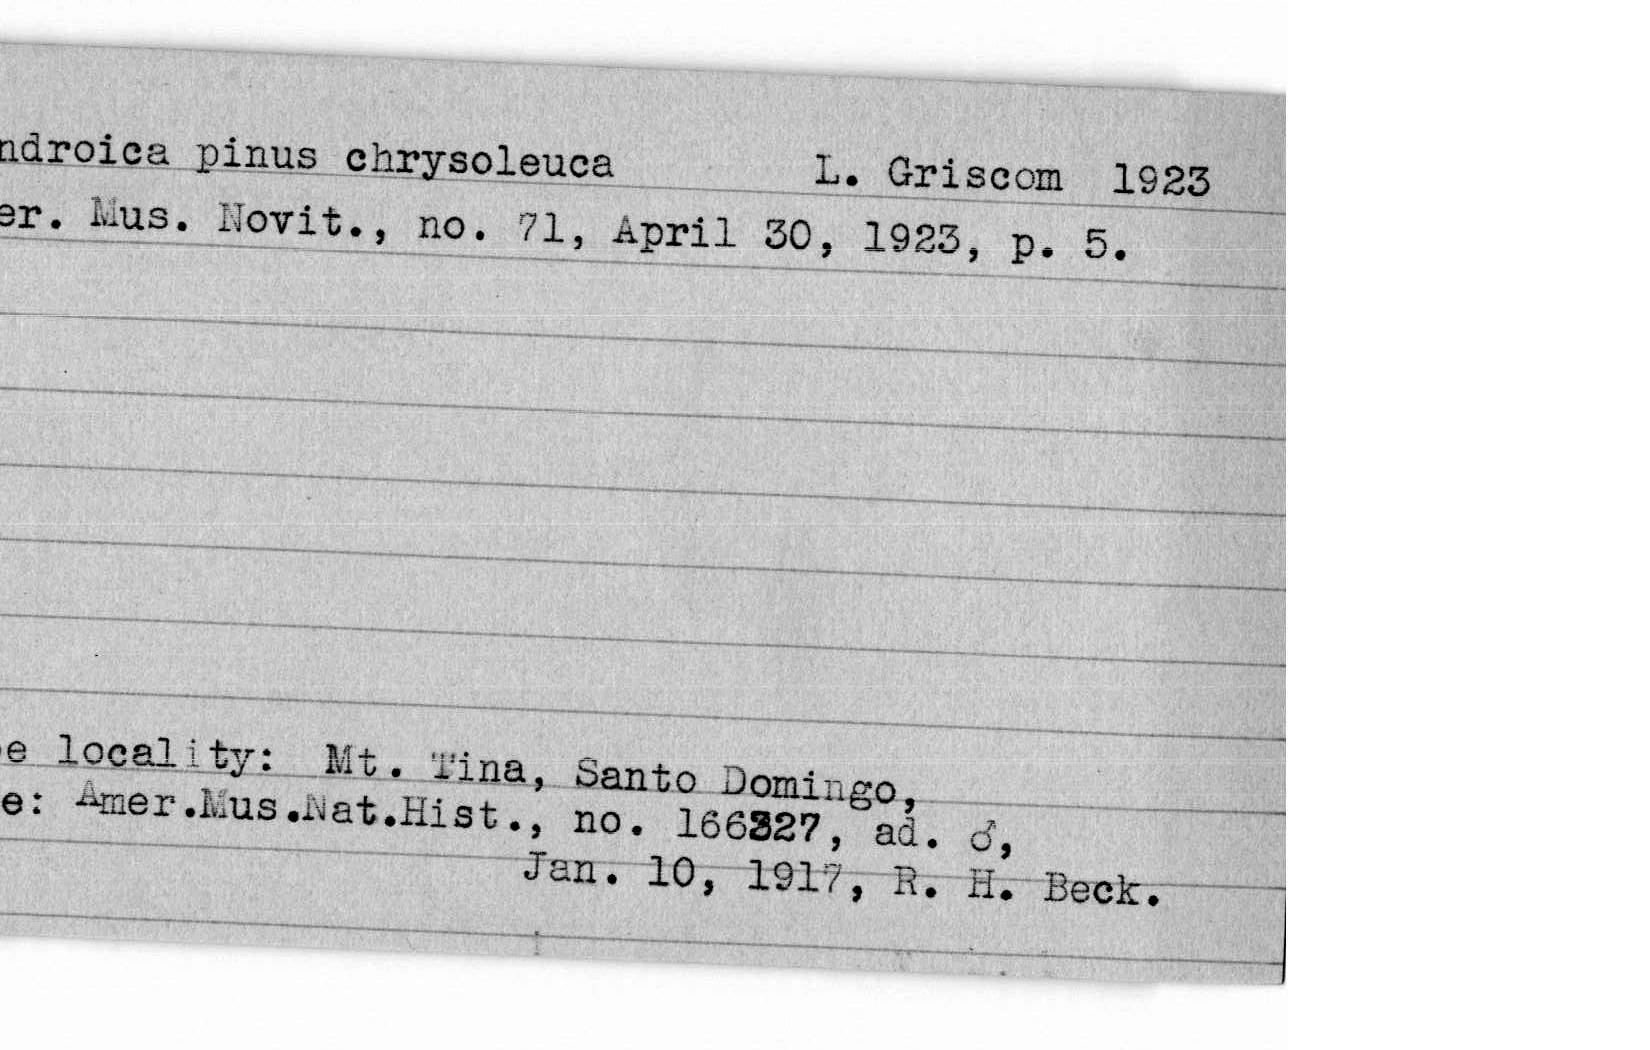 ndroica pinus chrysoleuca L. Griscom 1923
er. Mus. Novit., no. 71, April 30, 1923, p. 5.
e locality: Mt. Tina, Santo Domingo,
e: Amer.Mus.Nat.Hist., no. 166327, ad. ♂,
Jan. 10, 1917, R. H. Beck.